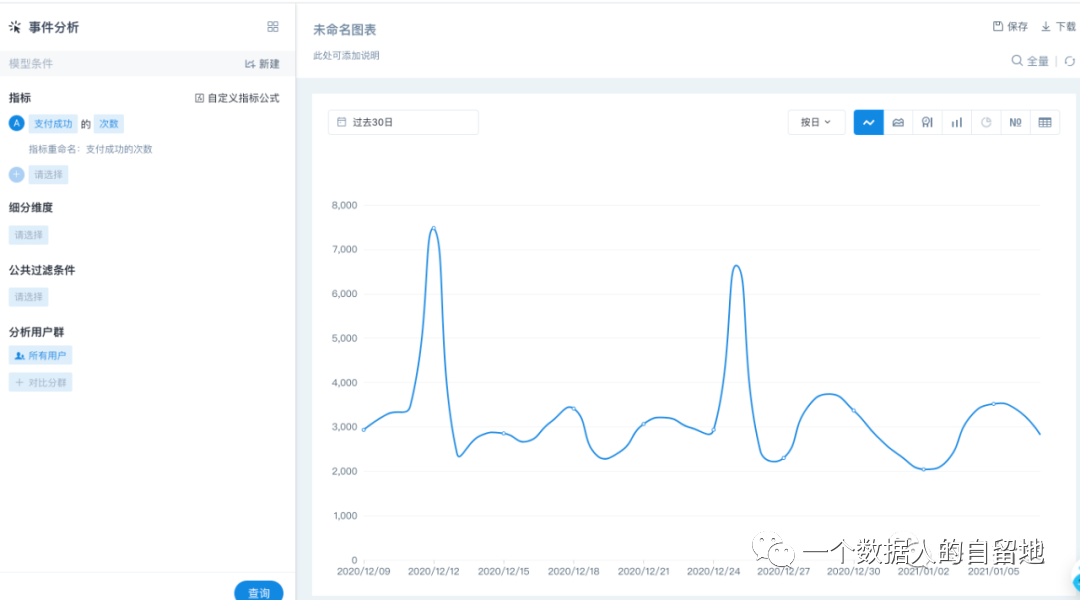 事件分析
模型条件 新建
指标 自定义指标公式
A 支付成功 的 次数
指标重命名：支付成功的次数
请选择
细分维度
请选择
公共过滤条件
请选择
分析用户群
所有用户
+ 对比分群
查询
未命名图表
保存 下载
此处可添加说明
全量
过去30日
按日
№
8,000
7,000
6,000
5,000
4,000
3,000
2,000
1,000
0
2020/12/09 2020/12/12 2020/12/15 2020/12/18 2020/12/21 2020/12/24 2020/12/27 2020/12/30 2021/01/02 2021/01/05
一个数据人的自留地